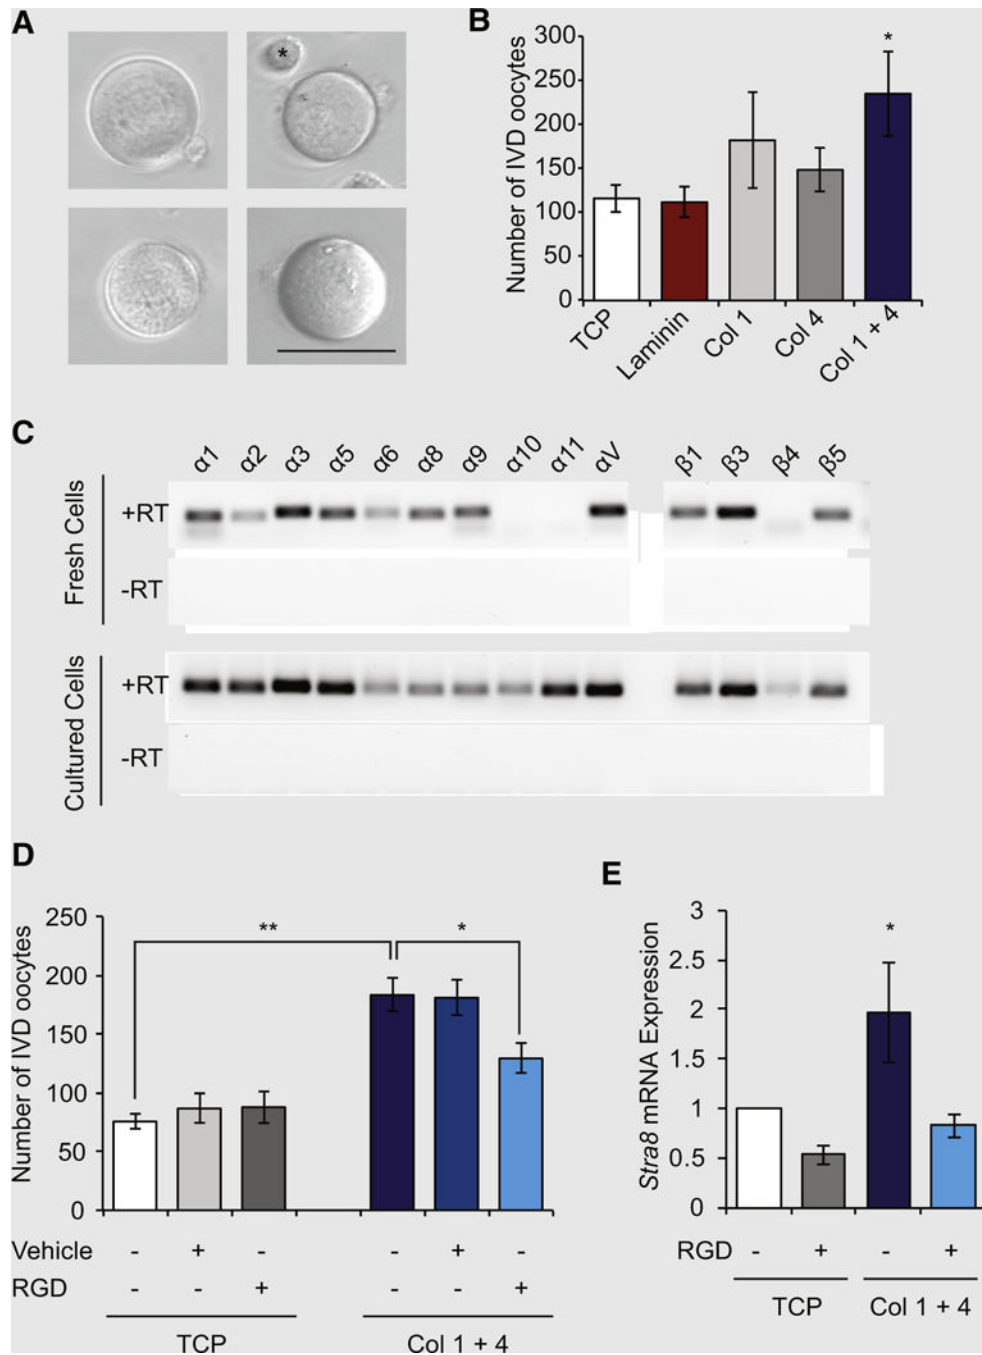 A
*
B
Number of IVD oocytes
300
250
200
150
100
50
0
*
TCP
Laminin
Col 1
Col 4
Col 1 + 4
C
α1 α2 α3 α5 α6 α8 α9 α10 α11 αV β1 β3 β4 β5
Fresh Cells
+RT
-RT
Cultured Cells
+RT
-RT
D
Number of IVD oocytes
250
200
150
100
50
0
**
*
Vehicle - + - - + -
RGD - - + - - +
TCP Col 1 + 4
E
Stra8 mRNA Expression
3
2.5
2
1.5
1
0.5
0
*
RGD - + - +
TCP Col 1 + 4